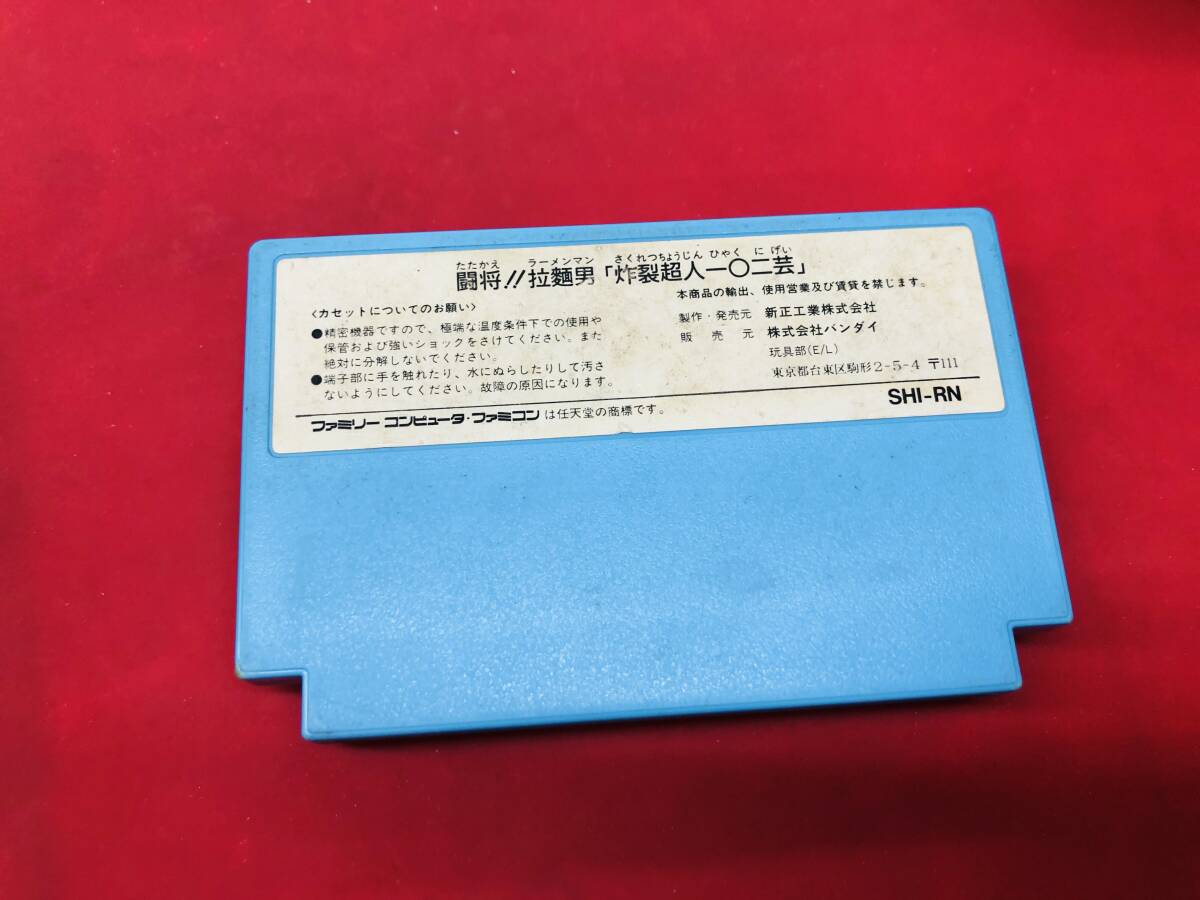 たたかえ ラーメンマン さくれつちょうじん ひゃく に げい
闘将!!拉麵男「炸裂超人一〇二芸」
〈カセットについてのお願い〉
●精密機器ですので、極端な温度条件下での使用や
保管および強いショックをさけてください。また
絶対に分解しないでください。
●端子部に手を触れたり、水にぬらしたりして汚さ
ないようにしてください。故障の原因になります。
本商品の輸出、使用営業及び賃貸を禁じます。
製作・発売元 新正工業株式会社
販売元 株式会社バンダイ
玩具部(E/L)
東京都台東区駒形2-5-4 〒111
SHI-RN
ファミリーコンピュータ・ファミコンは任天堂の商標です。